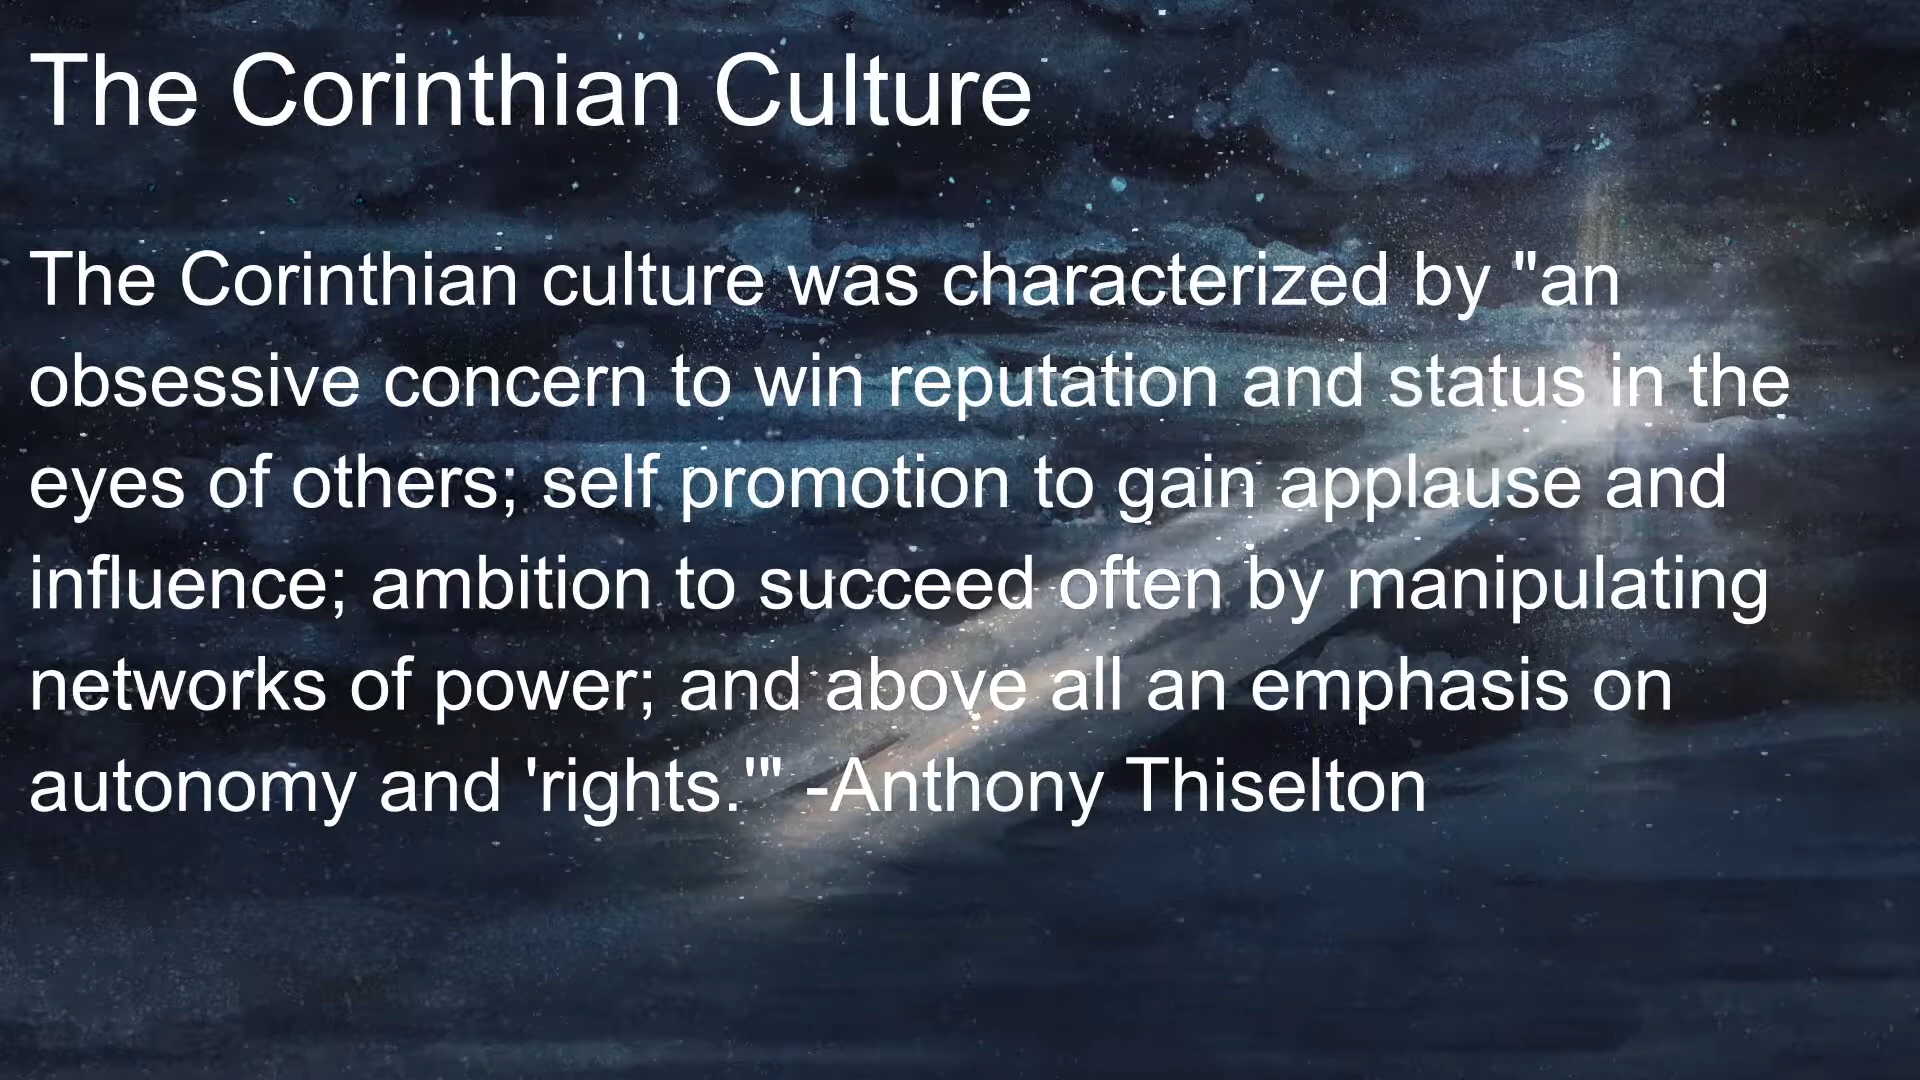 The Corinthian Culture
The Corinthian culture was characterized by "an
obsessive concern to win reputation and status in the
eyes of others; self promotion to gain applause and
influence; ambition to succeed often by manipulating
networks of power; and above all an emphasis on
autonomy and 'rights.'" -Anthony Thiselton